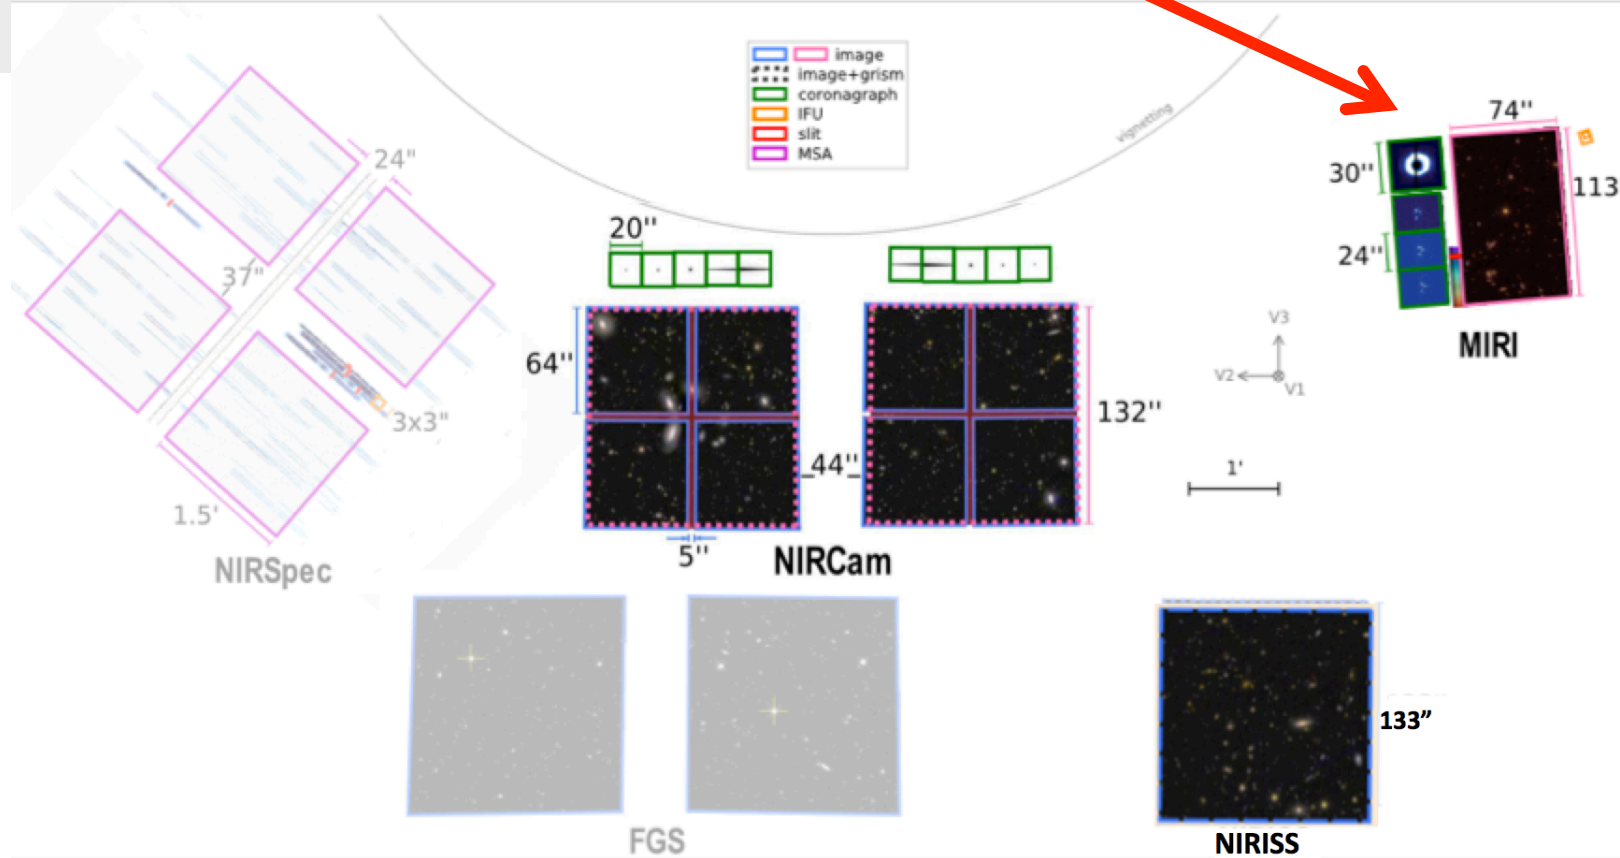 image
image+grism
coronagraph
IFU
slit
MSA
vignetting
24"
37"
3x3"
1.5'
NIRSpec
20"
64"
44"
132"
5"
NIRCam
V3
V2
V1
1'
74"
30"
113
24"
MIRI
FGS
133”
NIRISS